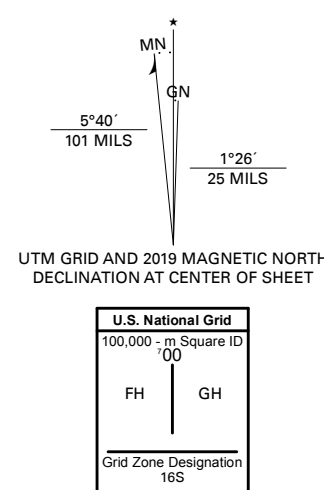 ★
MN
GN
5°40´
101 MILS
1°26´
25 MILS
UTM GRID AND 2019 MAGNETIC NORTH
DECLINATION AT CENTER OF SHEET
U.S. National Grid
100,000 - m Square ID
⁷00
FH GH
Grid Zone Designation
16S